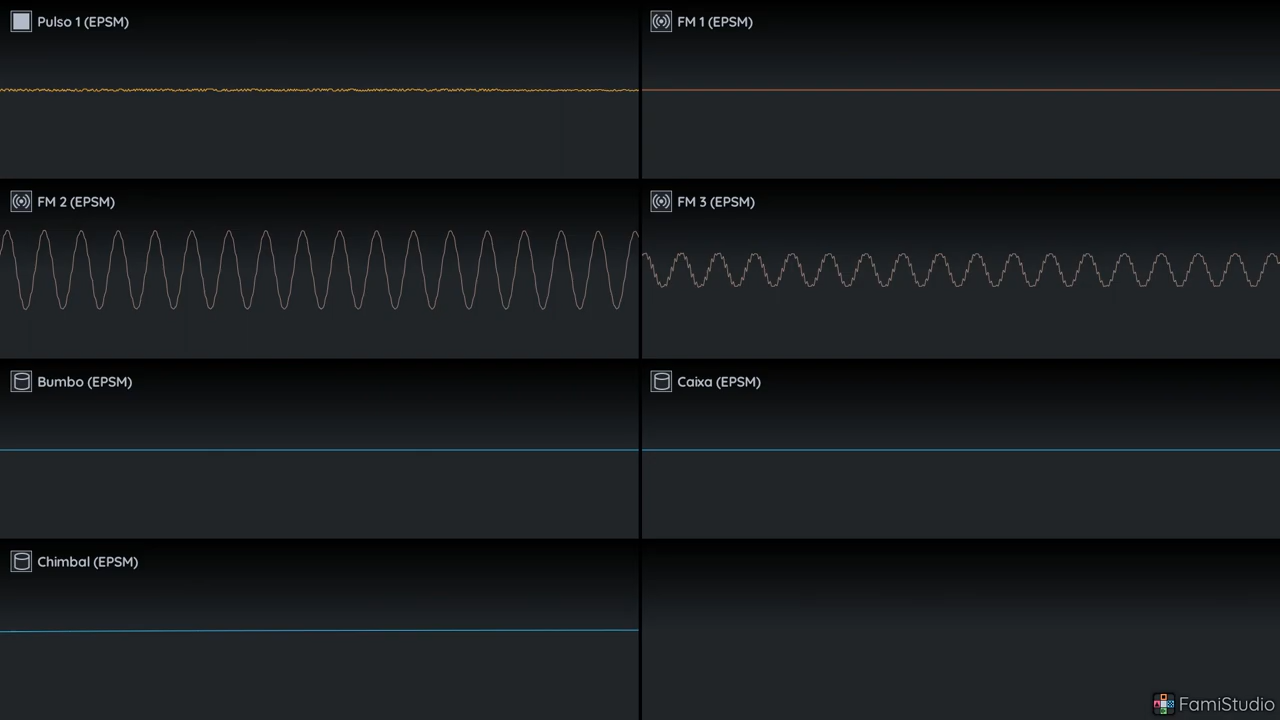 Pulso 1 (EPSM)
FM 1 (EPSM)
FM 2 (EPSM)
FM 3 (EPSM)
Bumbo (EPSM)
Caixa (EPSM)
Chimbal (EPSM)
FamiStudio